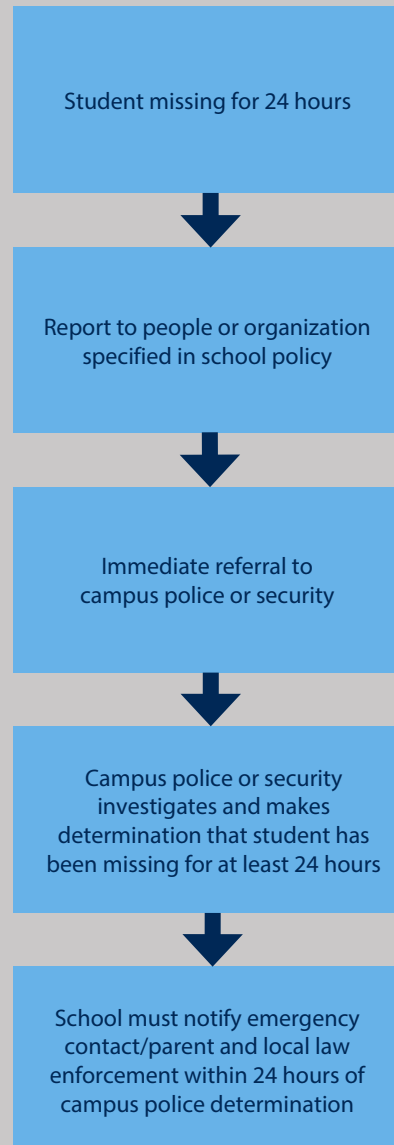 Student missing for 24 hours
Report to people or organization
specified in school policy
Immediate referral to
campus police or security
Campus police or security
investigates and makes
determination that student has
been missing for at least 24 hours
School must notify emergency
contact/parent and local law
enforcement within 24 hours of
campus police determination